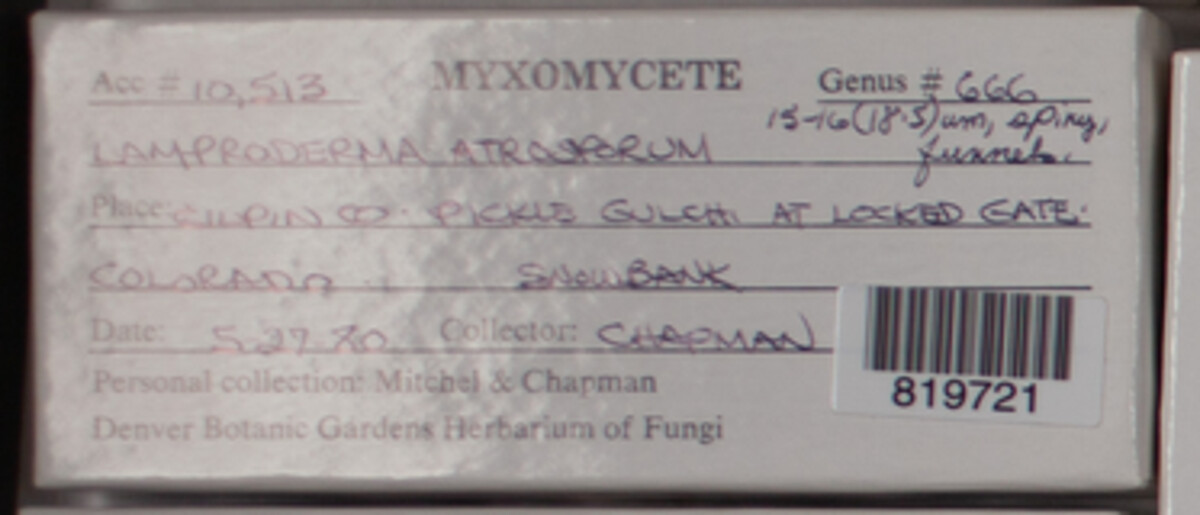 Acc # 10,513 MYXOMYCETE Genus # 666
15-16(18.5)um, spiny,
LAMPRODERMA ATROSPORUM funnels.
Place: GILPIN CO. PICKLE GULCH. AT LOCKED GATE.
COLORADO SNOWBANK
Date: 5.27.80 Collector: CHAPMAN
Personal collection: Mitchel & Chapman
Denver Botanic Gardens Herbarium of Fungi
819721